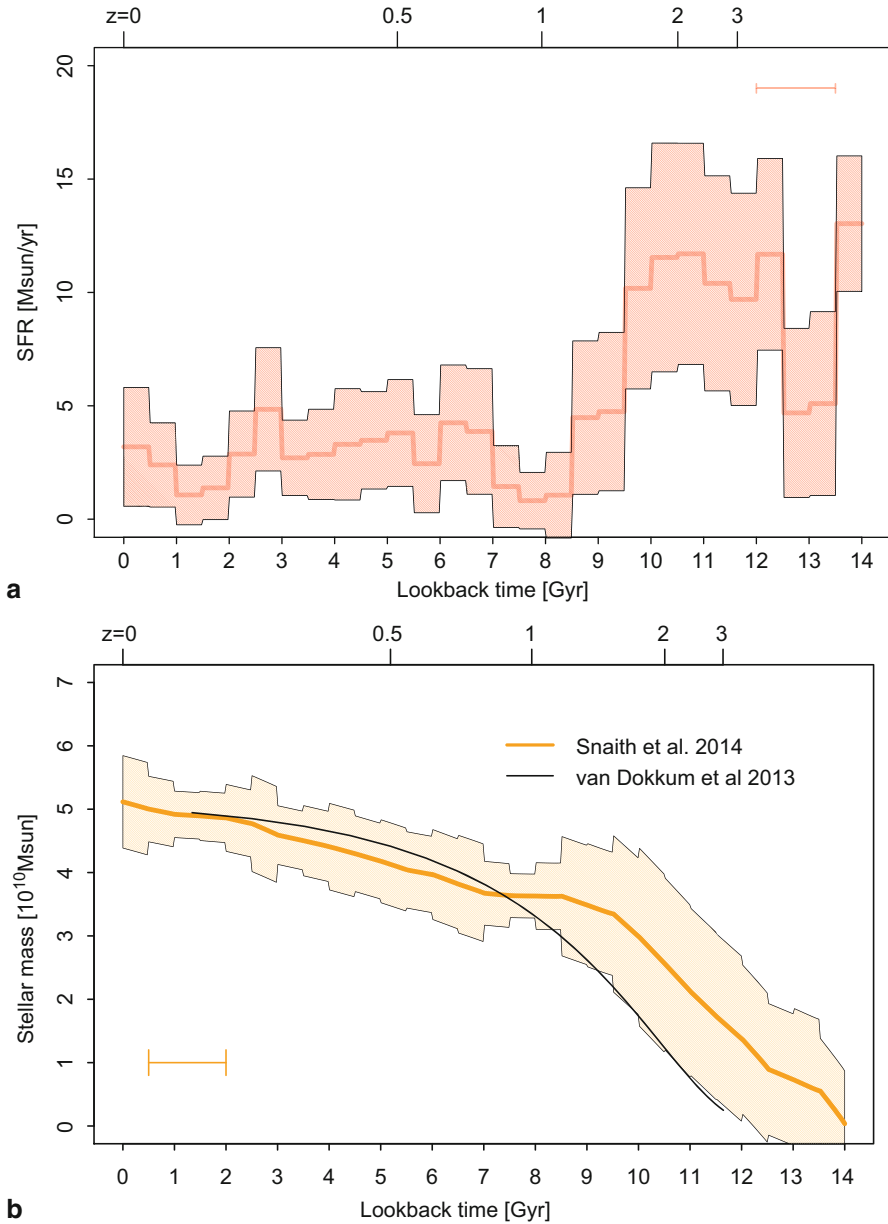 z=0 0.5 1 2 3
20
15
10
5
0
SFR [Msun/yr]
0 1 2 3 4 5 6 7 8 9 10 11 12 13 14
Lookback time [Gyr]
a
z=0 0.5 1 2 3
7
6
5
4
3
2
1
0
Stellar mass [10¹⁰Msun]
Snaith et al. 2014
van Dokkum et al 2013
0 1 2 3 4 5 6 7 8 9 10 11 12 13 14
Lookback time [Gyr]
b